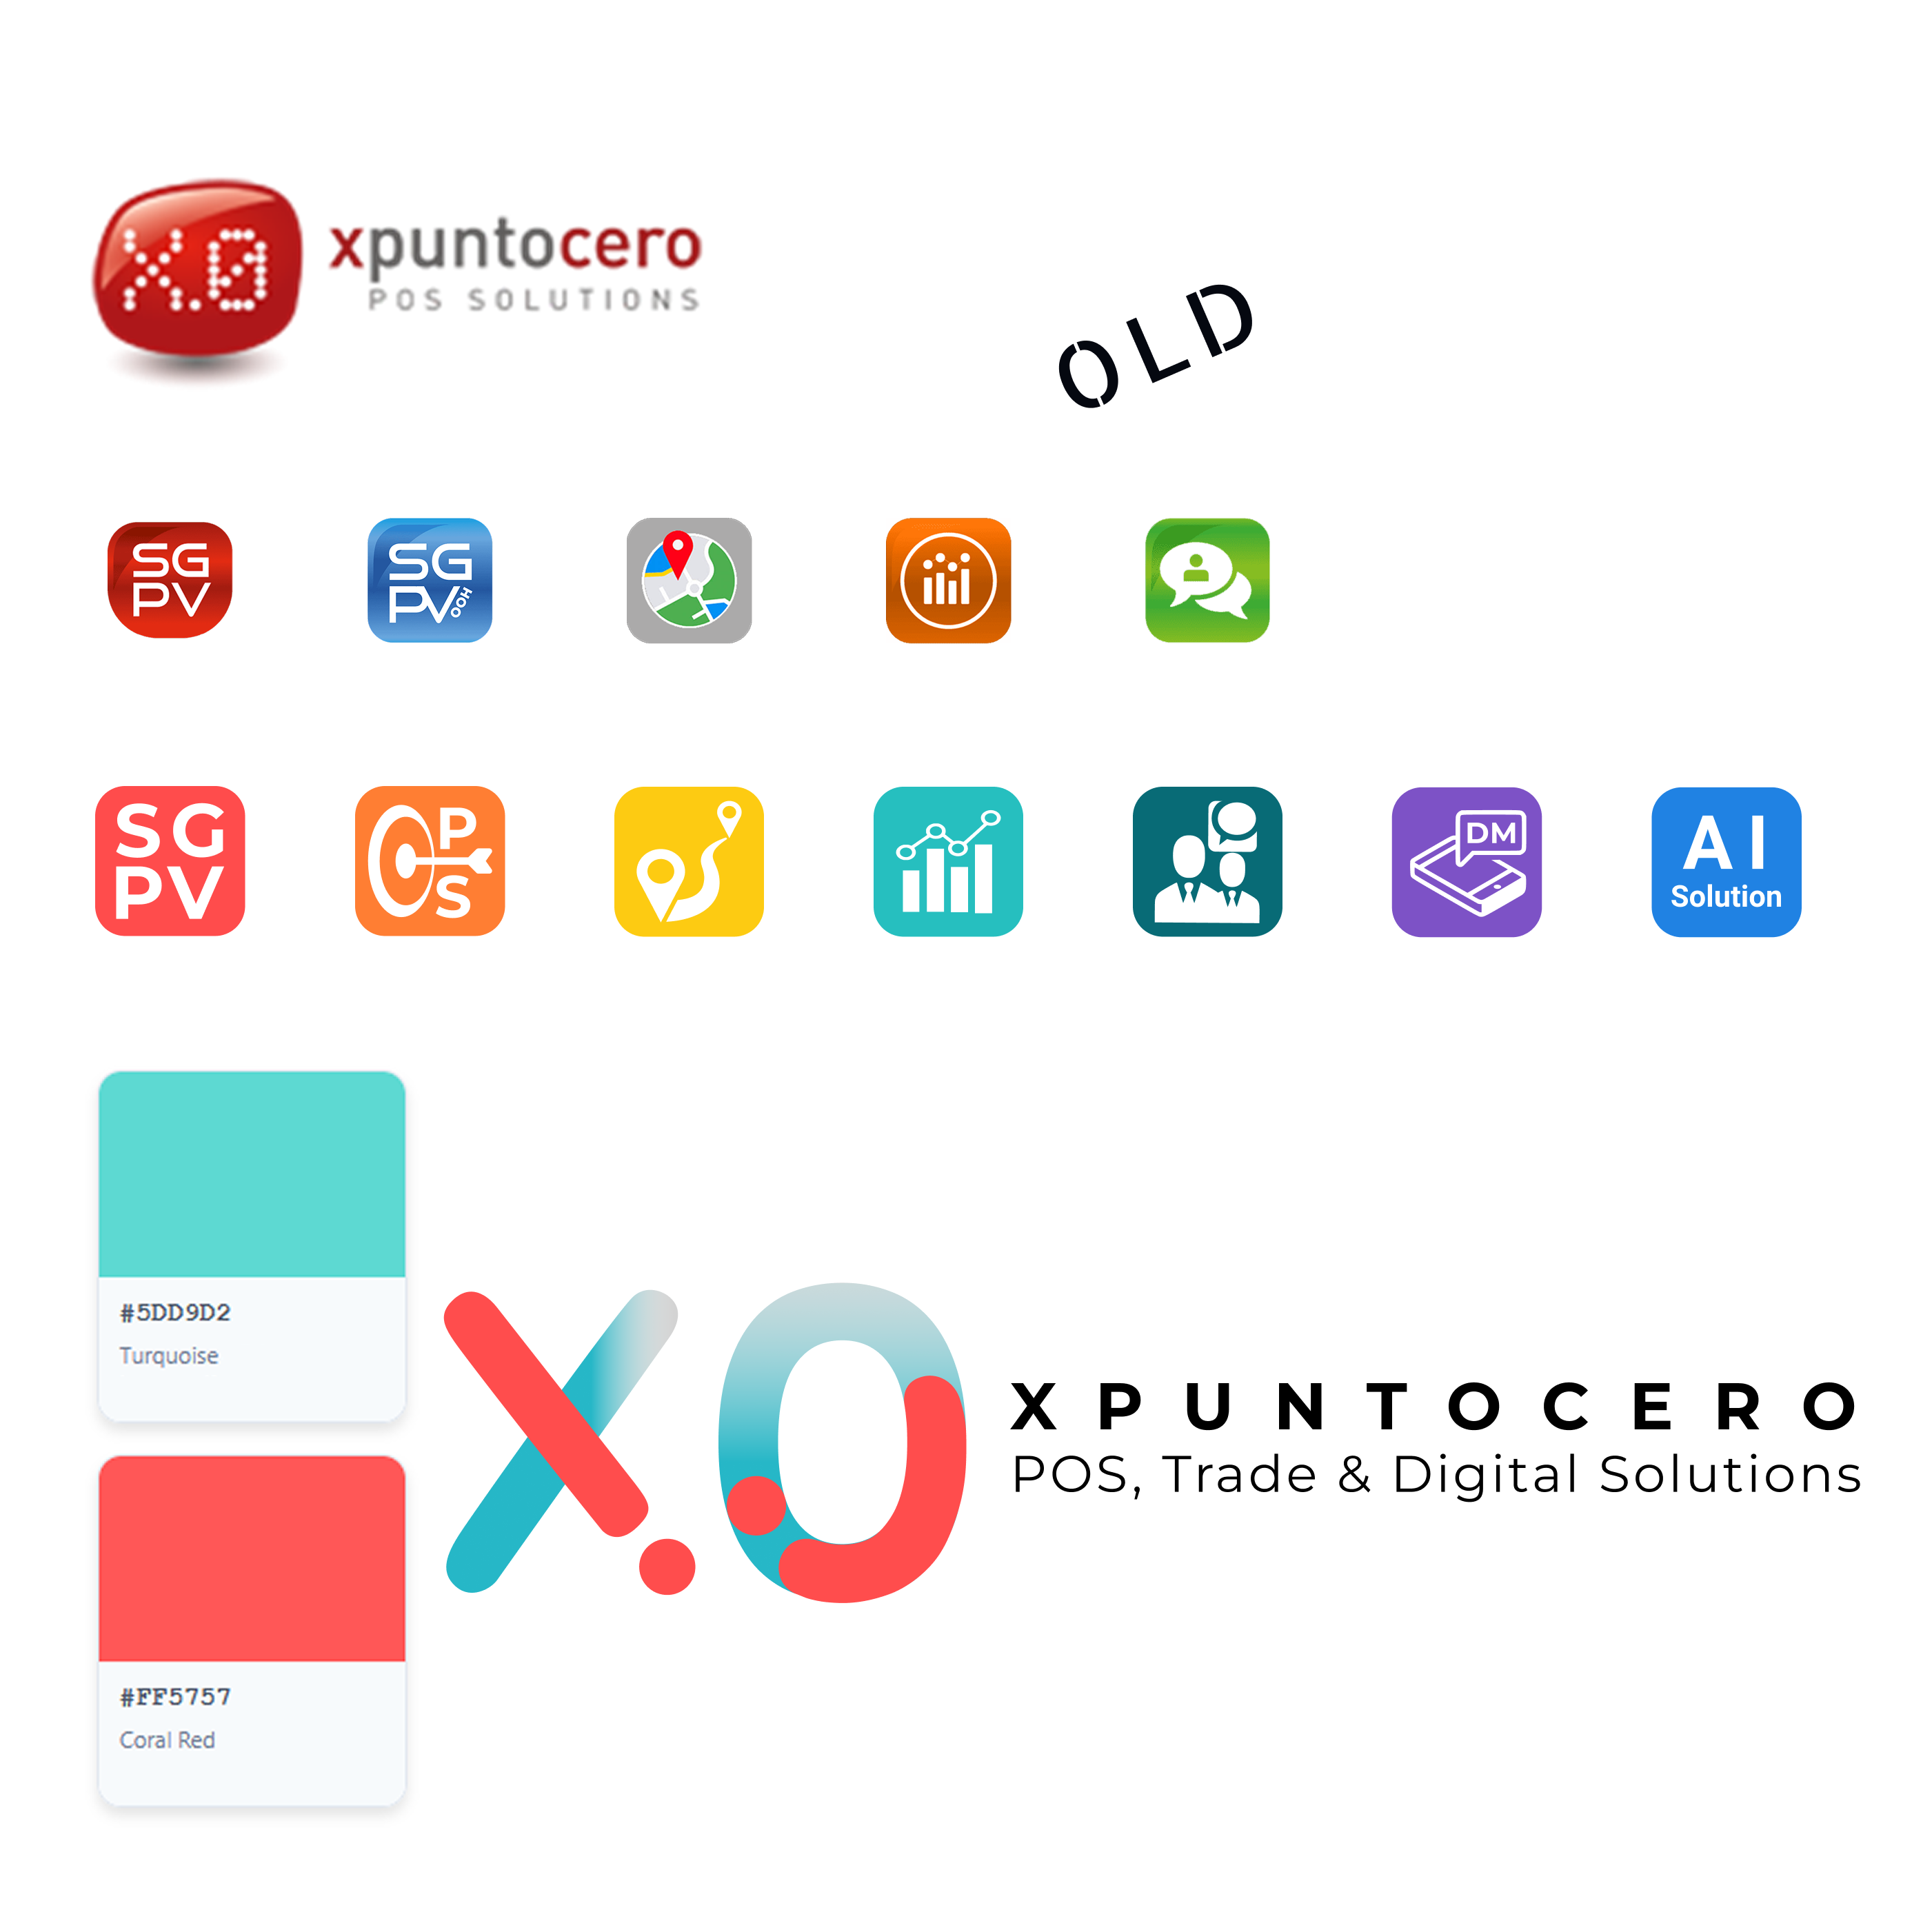 X.0
xpuntocero
POS SOLUTIONS
OLD
SG
PV
SG
PV
OOH
SG
PV
P
S
DM
AI
Solution
#5DD9D2
Turquoise
X.0
XPUNTOCERO
POS, Trade & Digital Solutions
#FF5757
Coral Red